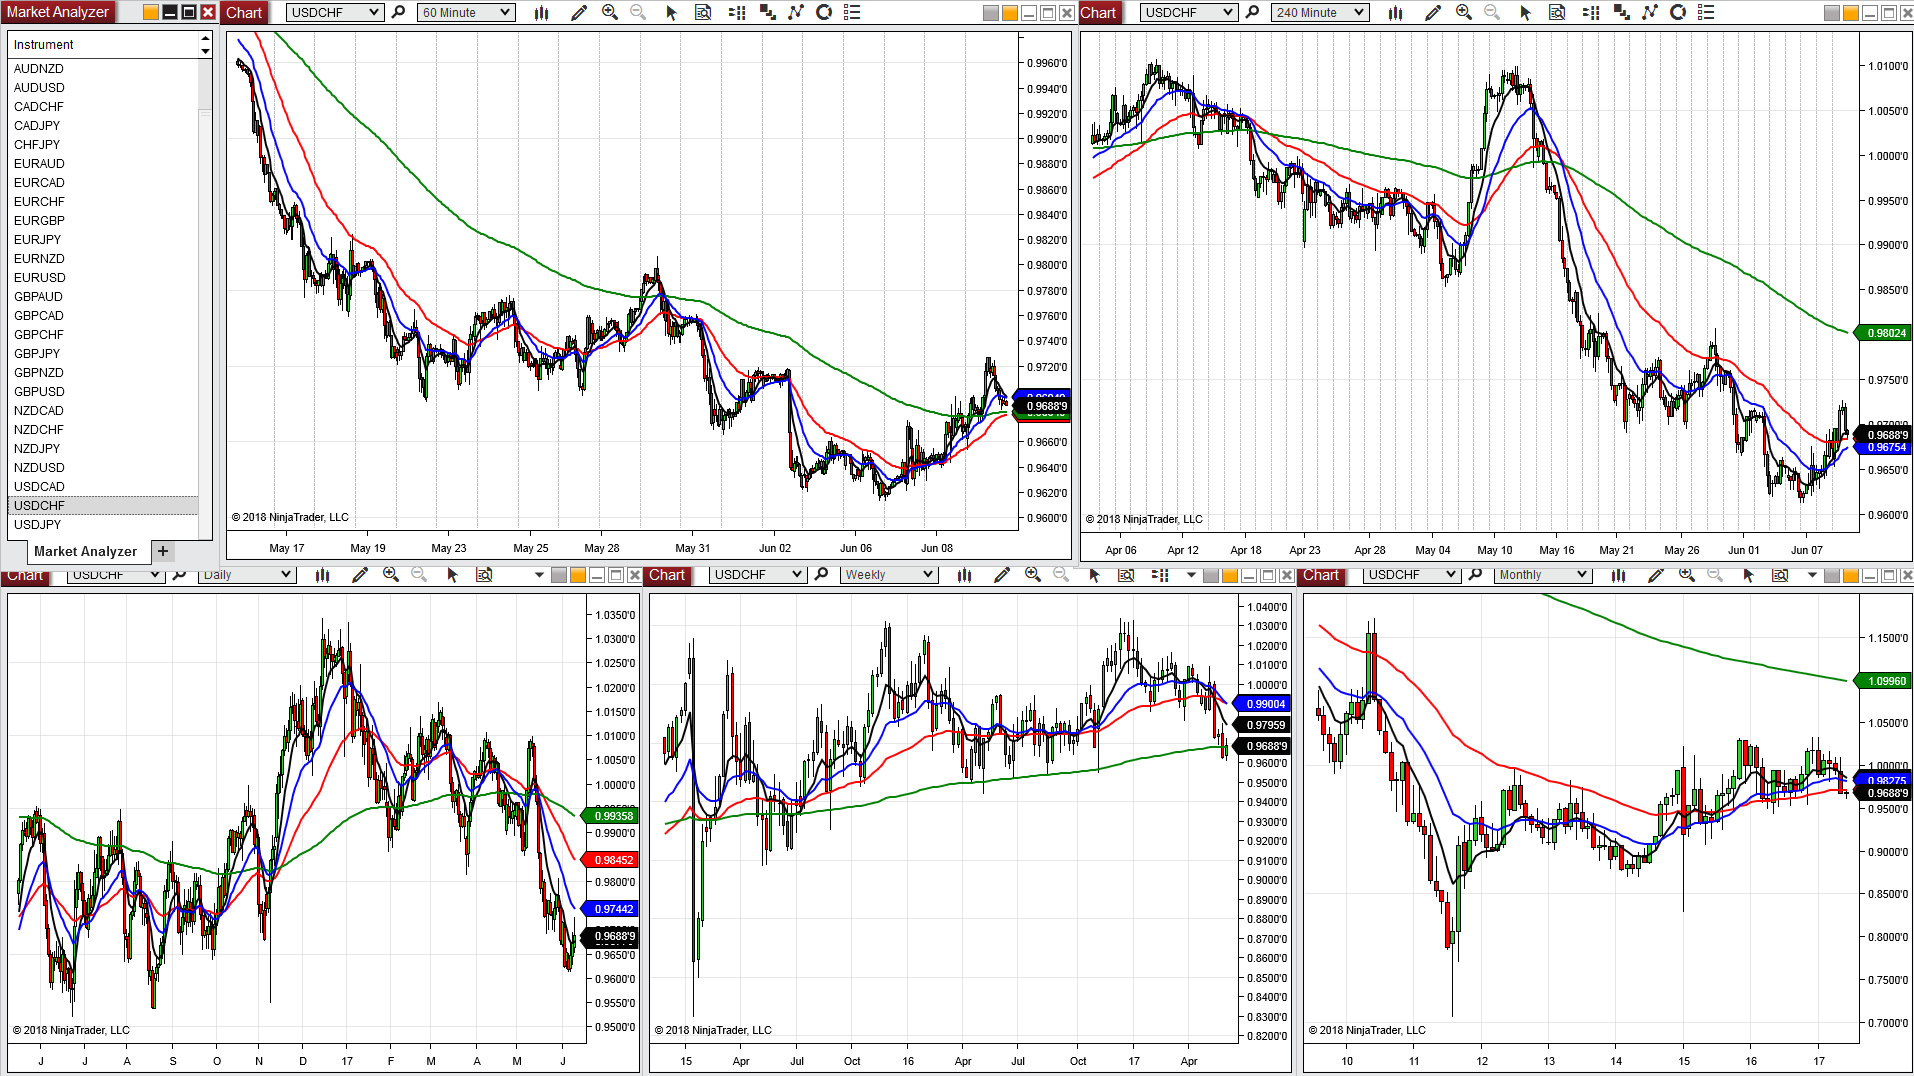 Market Analyzer
Instrument
AUDNZD
AUDUSD
CADCHF
CADJPY
CHFJPY
EURAUD
EURCAD
EURCHF
EURGBP
EURJPY
EURNZD
EURUSD
GBPAUD
GBPCAD
GBPCHF
GBPJPY
GBPNZD
GBPUSD
NZDCAD
NZDCHF
NZDJPY
NZDUSD
USDCAD
USDCHF
USDJPY
Market Analyzer +
Chart USDCHF 60 Minute
0.9960'0
0.9940'0
0.9920'0
0.9900'0
0.9880'0
0.9860'0
0.9840'0
0.9820'0
0.9800'0
0.9780'0
0.9760'0
0.9740'0
0.9720'0
0.9688'9
0.9660'0
0.9640'0
0.9620'0
0.9600'0
© 2018 NinjaTrader, LLC
May 17 May 19 May 23 May 25 May 28 May 31 Jun 02 Jun 06 Jun 08
Chart USDCHF 240 Minute
1.0100'0
1.0050'0
1.0000'0
0.9950'0
0.9900'0
0.9850'0
0.98024
0.9750'0
0.9688'9
0.96754
0.9650'0
0.9600'0
© 2018 NinjaTrader, LLC
Apr 06 Apr 12 Apr 18 Apr 23 Apr 28 May 04 May 10 May 16 May 21 May 26 Jun 01 Jun 07
Chart USDCHF Daily
1.0350'0
1.0300'0
1.0250'0
1.0200'0
1.0150'0
1.0100'0
1.0050'0
1.0000'0
0.99358
0.9900'0
0.98452
0.9800'0
0.97442
0.9688'9
0.9650'0
0.9600'0
0.9550'0
0.9500'0
© 2018 NinjaTrader, LLC
J J A S O N D 17 F M A M J
Chart USDCHF Weekly
1.0400'0
1.0300'0
1.0200'0
1.0100'0
1.0000'0
0.99004
0.97959
0.9688'9
0.9600'0
0.9500'0
0.9400'0
0.9300'0
0.9200'0
0.9100'0
0.9000'0
0.8900'0
0.8800'0
0.8700'0
0.8600'0
0.8500'0
0.8400'0
0.8300'0
0.8200'0
© 2018 NinjaTrader, LLC
15 Apr Jul Oct 16 Apr Jul Oct 17 Apr
Chart USDCHF Monthly
1.1500'0
1.09960
1.0500'0
1.0000'0
0.98275
0.9688'9
0.9500'0
0.9000'0
0.8500'0
0.8000'0
0.7500'0
0.7000'0
© 2018 NinjaTrader, LLC
10 11 12 13 14 15 16 17